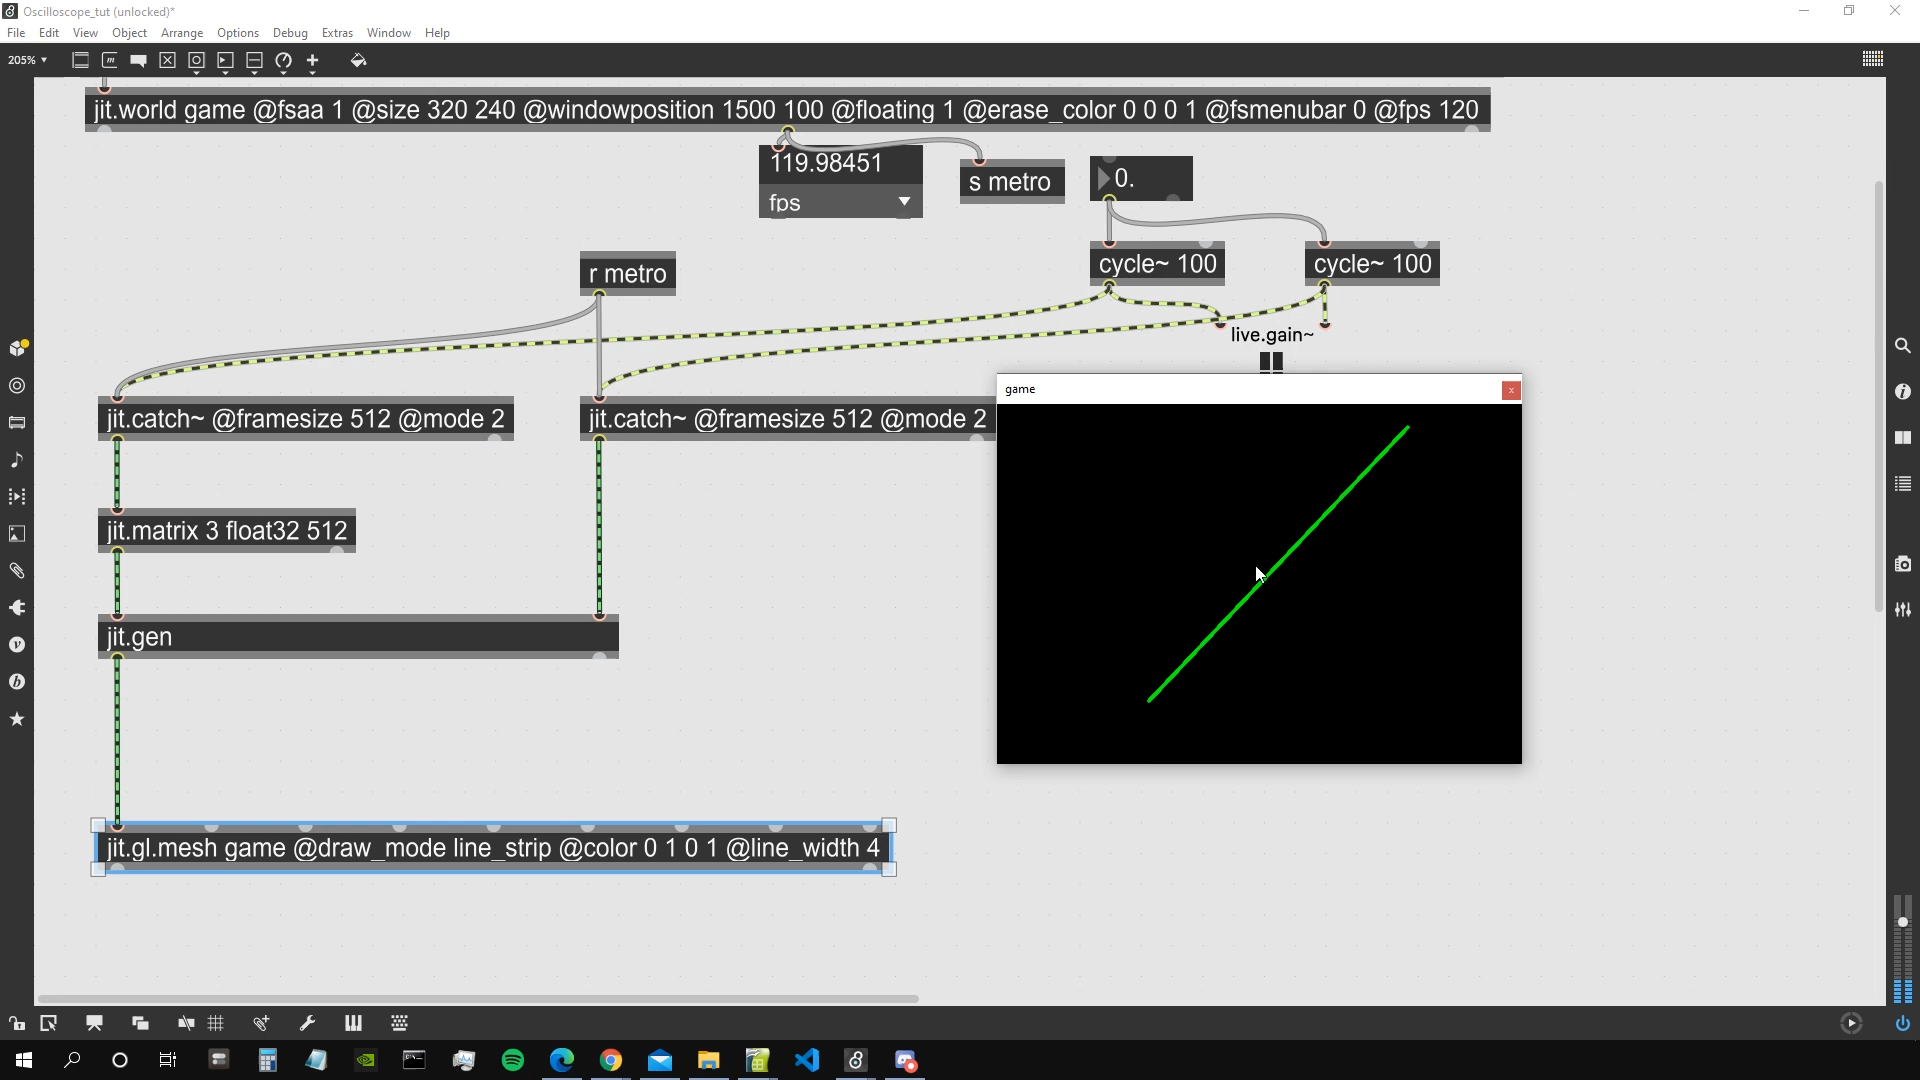 Oscilloscope_tut (unlocked)*
File Edit View Object Arrange Options Debug Extras Window Help
205%
jit.world game @fsaa 1 @size 320 240 @windowposition 1500 100 @floating 1 @erase_color 0 0 0 1 @fsmenubar 0 @fps 120
119.98451
fps
s metro
0.
r metro
cycle~ 100
cycle~ 100
live.gain~
jit.catch~ @framesize 512 @mode 2
jit.catch~ @framesize 512 @mode 2
game
jit.matrix 3 float32 512
jit.gen
jit.gl.mesh game @draw_mode line_strip @color 0 1 0 1 @line_width 4